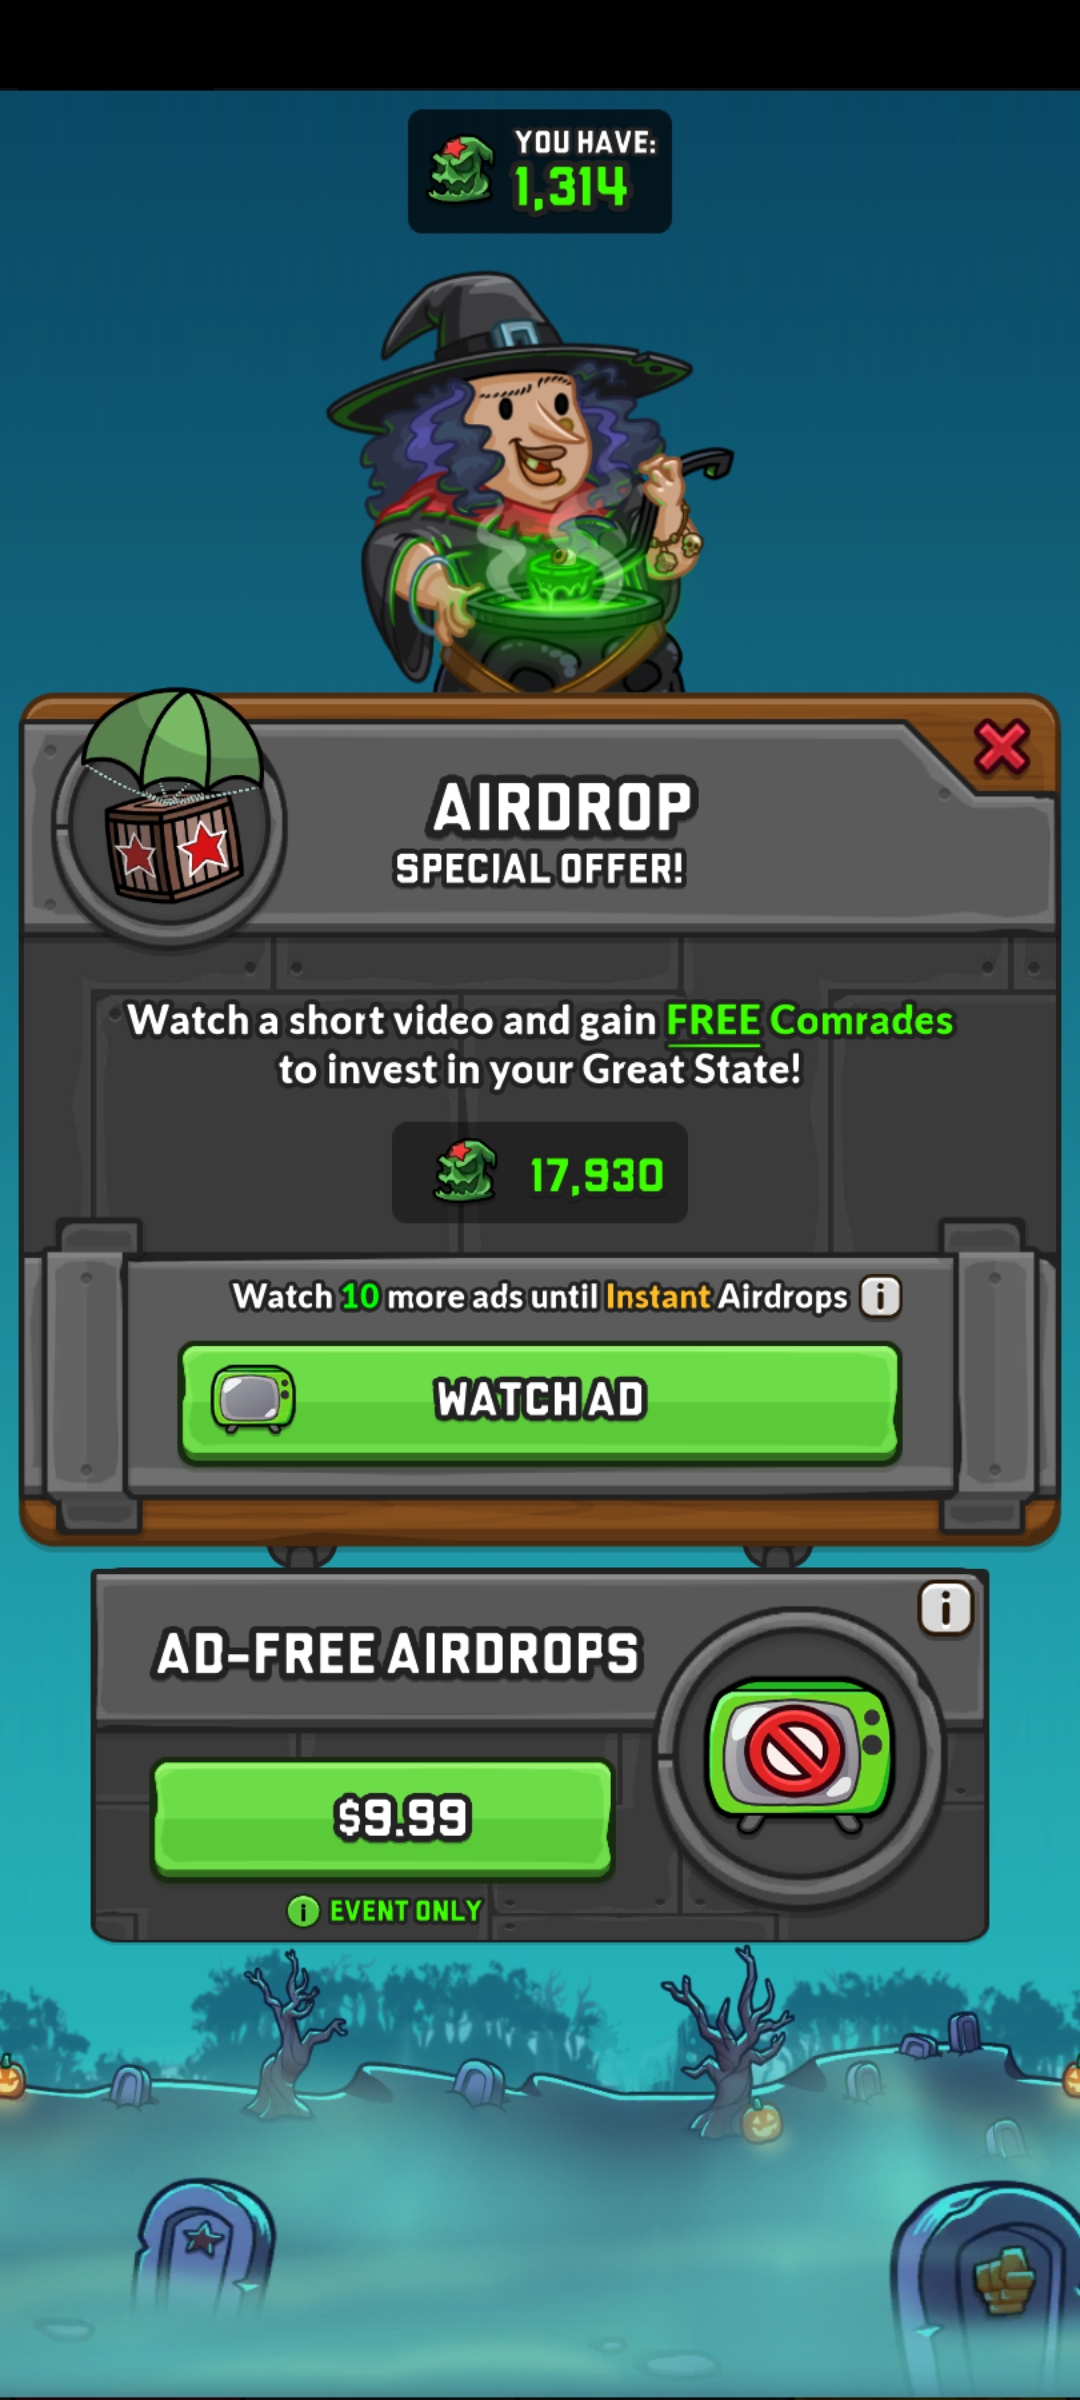 YOU HAVE:
1,314
AIRDROP
SPECIAL OFFER!
Watch a short video and gain FREE Comrades
to invest in your Great State!
17,930
Watch 10 more ads until Instant Airdrops i
WATCH AD
i
AD-FREE AIRDROPS
$9.99
i EVENT ONLY